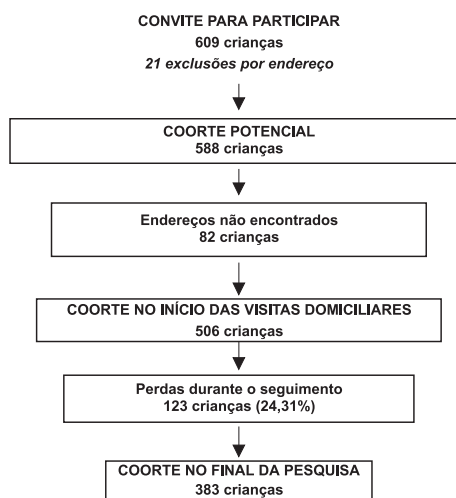 CONVITE PARA PARTICIPAR
609 crianças
21 exclusões por endereço
COORTE POTENCIAL
588 crianças
Endereços não encontrados
82 crianças
COORTE NO INÍCIO DAS VISITAS DOMICILIARES
506 crianças
Perdas durante o seguimento
123 crianças (24,31%)
COORTE NO FINAL DA PESQUISA
383 crianças